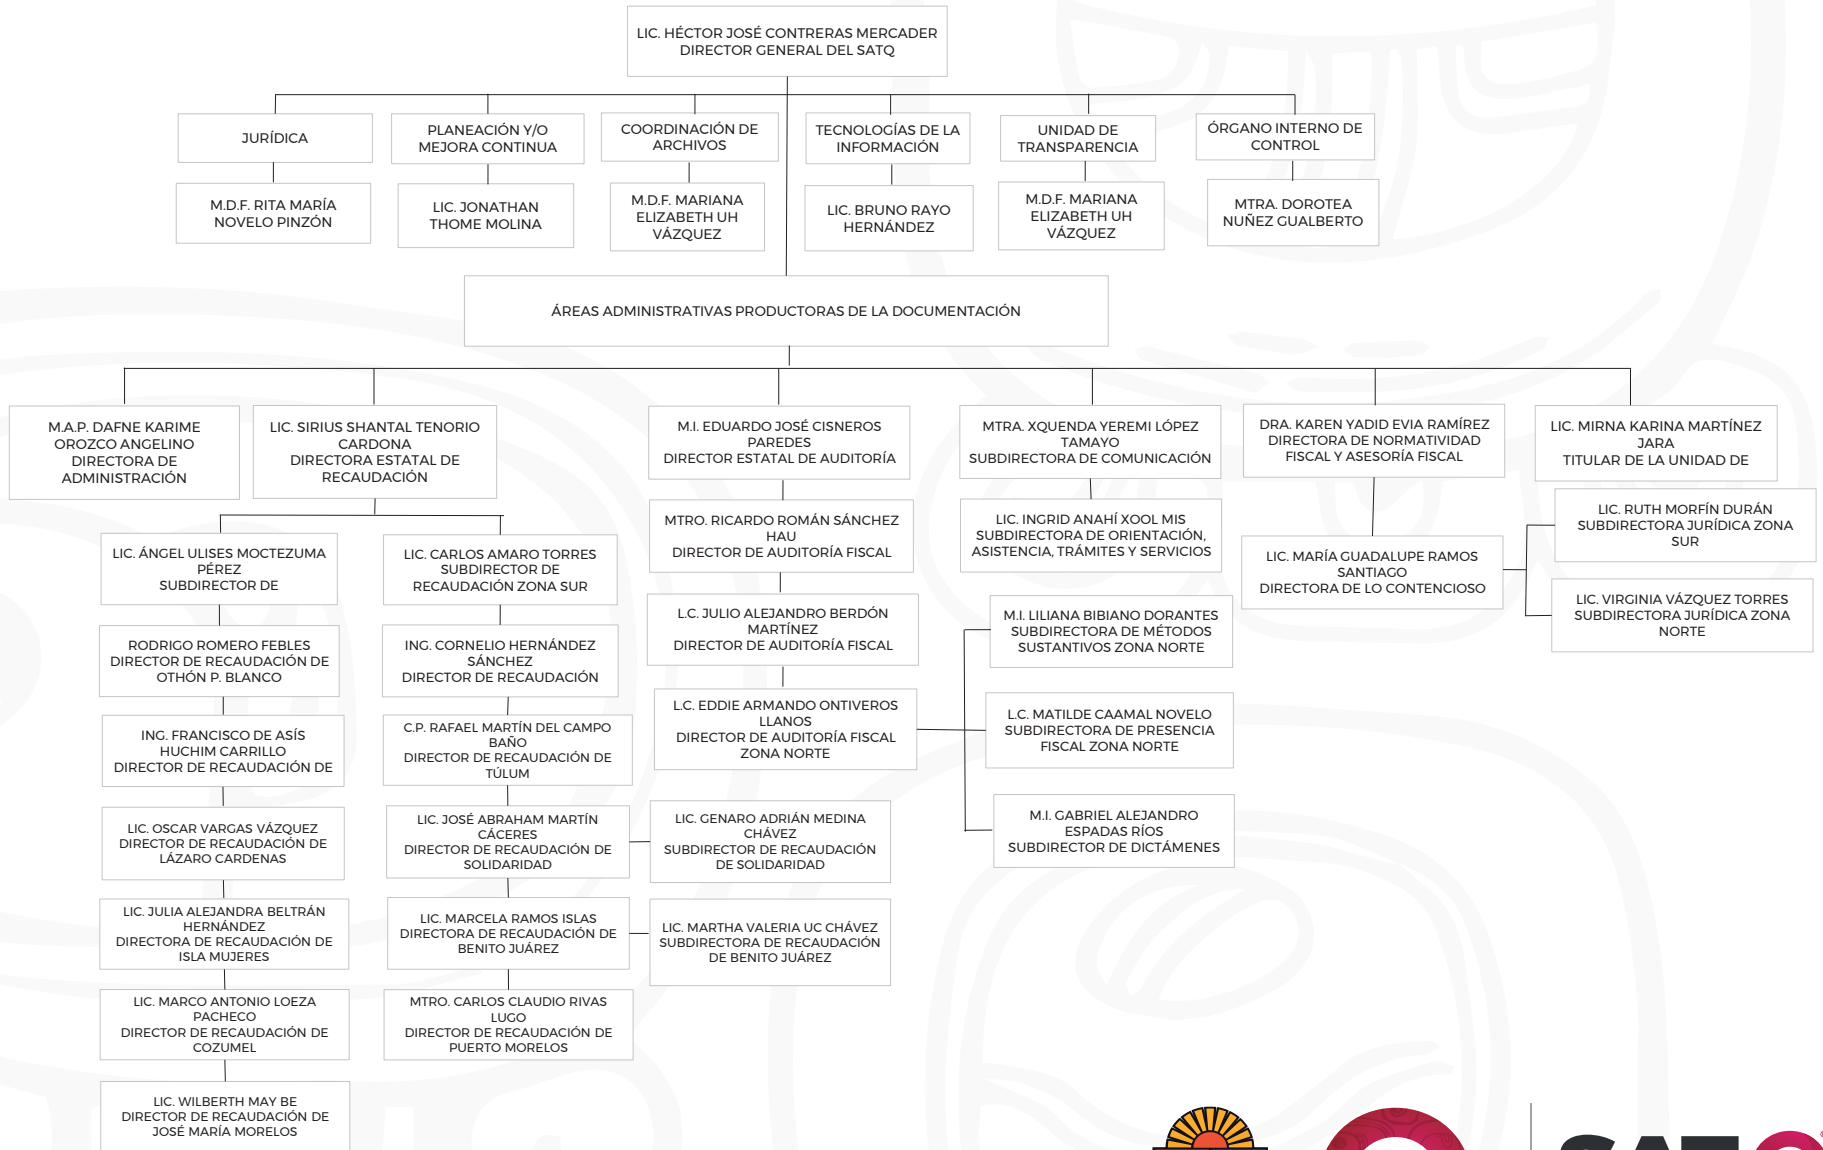 LIC. HÉCTOR JOSÉ CONTRERAS MERCADER
DIRECTOR GENERAL DEL SATQ
JURÍDICA
PLANEACIÓN Y/O
MEJORA CONTINUA
COORDINACIÓN DE
ARCHIVOS
TECNOLOGÍAS DE LA
INFORMACIÓN
UNIDAD DE
TRANSPARENCIA
ÓRGANO INTERNO DE
CONTROL
M.D.F. RITA MARÍA
NOVELO PINZÓN
LIC. JONATHAN
THOME MOLINA
M.D.F. MARIANA
ELIZABETH UH
VÁZQUEZ
LIC. BRUNO RAYO
HERNÁNDEZ
M.D.F. MARIANA
ELIZABETH UH
VÁZQUEZ
MTRA. DOROTEA
NUÑEZ GUALBERTO
ÁREAS ADMINISTRATIVAS PRODUCTORAS DE LA DOCUMENTACIÓN
M.A.P. DAFNE KARIME
OROZCO ANGELINO
DIRECTORA DE
ADMINISTRACIÓN
LIC. SIRIUS SHANTAL TENORIO
CARDONA
DIRECTORA ESTATAL DE
RECAUDACIÓN
M.I. EDUARDO JOSÉ CISNEROS
PAREDES
DIRECTOR ESTATAL DE AUDITORÍA
MTRA. XQUENDA YEREMI LÓPEZ
TAMAYO
SUBDIRECTORA DE COMUNICACIÓN
DRA. KAREN YADID EVIA RAMÍREZ
DIRECTORA DE NORMATIVIDAD
FISCAL Y ASESORÍA FISCAL
LIC. MIRNA KARINA MARTÍNEZ
JARA
TITULAR DE LA UNIDAD DE
LIC. ÁNGEL ULISES MOCTEZUMA
PÉREZ
SUBDIRECTOR DE
LIC. CARLOS AMARO TORRES
SUBDIRECTOR DE
RECAUDACIÓN ZONA SUR
MTRO. RICARDO ROMÁN SÁNCHEZ
HAU
DIRECTOR DE AUDITORÍA FISCAL
LIC. INGRID ANAHÍ XOOL MIS
SUBDIRECTORA DE ORIENTACIÓN,
ASISTENCIA, TRÁMITES Y SERVICIOS
LIC. MARÍA GUADALUPE RAMOS
SANTIAGO
DIRECTORA DE LO CONTENCIOSO
LIC. RUTH MORFÍN DURÁN
SUBDIRECTORA JURÍDICA ZONA
SUR
LIC. VIRGINIA VÁZQUEZ TORRES
SUBDIRECTORA JURÍDICA ZONA
NORTE
RODRIGO ROMERO FEBLES
DIRECTOR DE RECAUDACIÓN DE
OTHÓN P. BLANCO
ING. CORNELIO HERNÁNDEZ
SÁNCHEZ
DIRECTOR DE RECAUDACIÓN
L.C. JULIO ALEJANDRO BERDÓN
MARTÍNEZ
DIRECTOR DE AUDITORÍA FISCAL
M.I. LILIANA BIBIANO DORANTES
SUBDIRECTORA DE MÉTODOS
SUSTANTIVOS ZONA NORTE
ING. FRANCISCO DE ASÍS
HUCHIM CARRILLO
DIRECTOR DE RECAUDACIÓN DE
C.P. RAFAEL MARTÍN DEL CAMPO
BAÑO
DIRECTOR DE RECAUDACIÓN DE
TÚLUM
L.C. EDDIE ARMANDO ONTIVEROS
LLANOS
DIRECTOR DE AUDITORÍA FISCAL
ZONA NORTE
L.C. MATILDE CAAMAL NOVELO
SUBDIRECTORA DE PRESENCIA
FISCAL ZONA NORTE
LIC. OSCAR VARGAS VÁZQUEZ
DIRECTOR DE RECAUDACIÓN DE
LÁZARO CARDENAS
LIC. JOSÉ ABRAHAM MARTÍN
CÁCERES
DIRECTOR DE RECAUDACIÓN DE
SOLIDARIDAD
LIC. GENARO ADRIÁN MEDINA
CHÁVEZ
SUBDIRECTOR DE RECAUDACIÓN
DE SOLIDARIDAD
M.I. GABRIEL ALEJANDRO
ESPADAS RÍOS
SUBDIRECTOR DE DICTÁMENES
LIC. JULIA ALEJANDRA BELTRÁN
HERNÁNDEZ
DIRECTORA DE RECAUDACIÓN DE
ISLA MUJERES
LIC. MARCELA RAMOS ISLAS
DIRECTORA DE RECAUDACIÓN DE
BENITO JUÁREZ
LIC. MARTHA VALERIA UC CHÁVEZ
SUBDIRECTORA DE RECAUDACIÓN
DE BENITO JUÁREZ
LIC. MARCO ANTONIO LOEZA
PACHECO
DIRECTOR DE RECAUDACIÓN DE
COZUMEL
MTRO. CARLOS CLAUDIO RIVAS
LUGO
DIRECTOR DE RECAUDACIÓN DE
PUERTO MORELOS
LIC. WILBERTH MAY BE
DIRECTOR DE RECAUDACIÓN DE
JOSÉ MARÍA MORELOS
SATQ